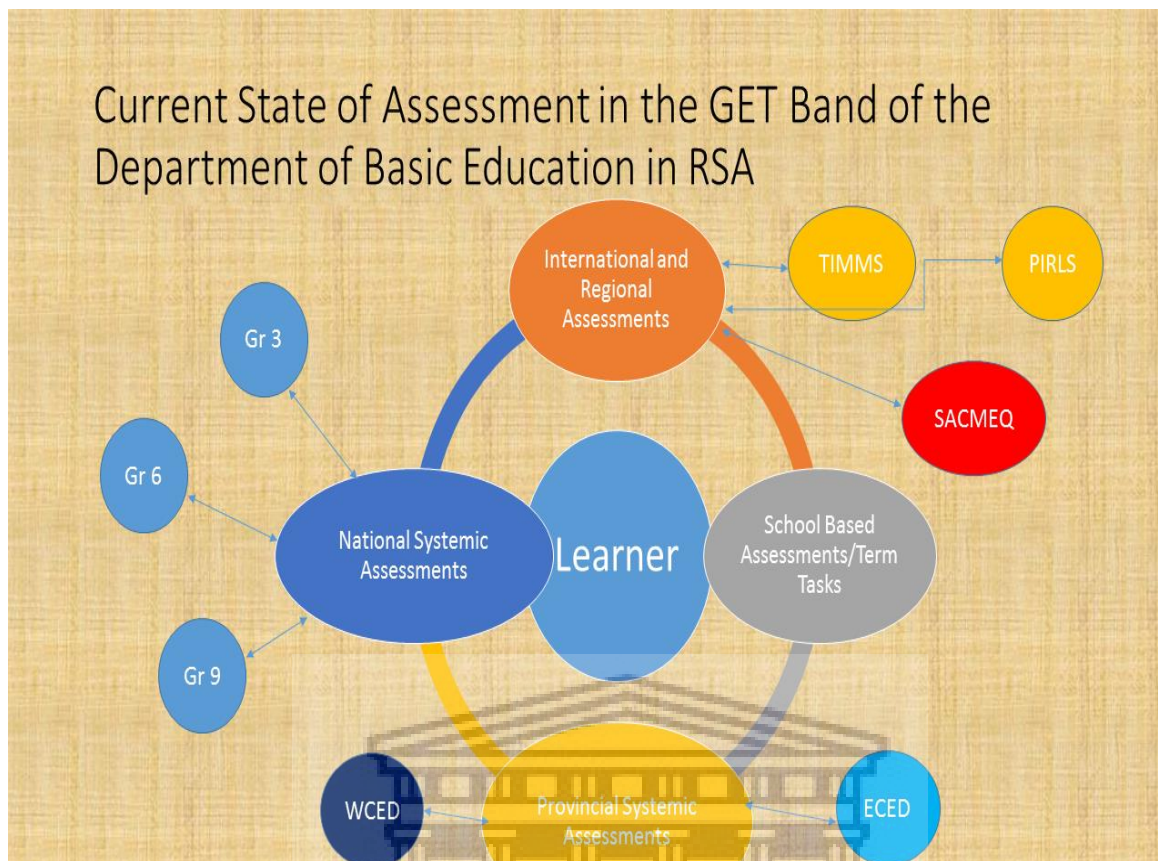 Current State of Assessment in the GET Band of the
Department of Basic Education in RSA
International and
Regional
Assessments
TIMMS
PIRLS
Gr 3
SACMEQ
Gr 6
National Systemic
Assessments
Learner
School Based
Assessments/Term
Tasks
Gr 9
WCED
Provincial Systemic
Assessments
ECED